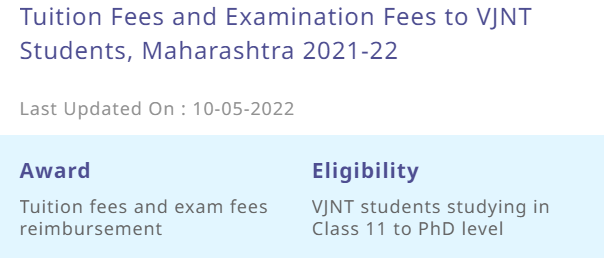 Tuition Fees and Examination Fees to VJNT
Students, Maharashtra 2021-22
Last Updated On : 10-05-2022
Award
Tuition fees and exam fees
reimbursement
Eligibility
VJNT students studying in
Class 11 to PhD level